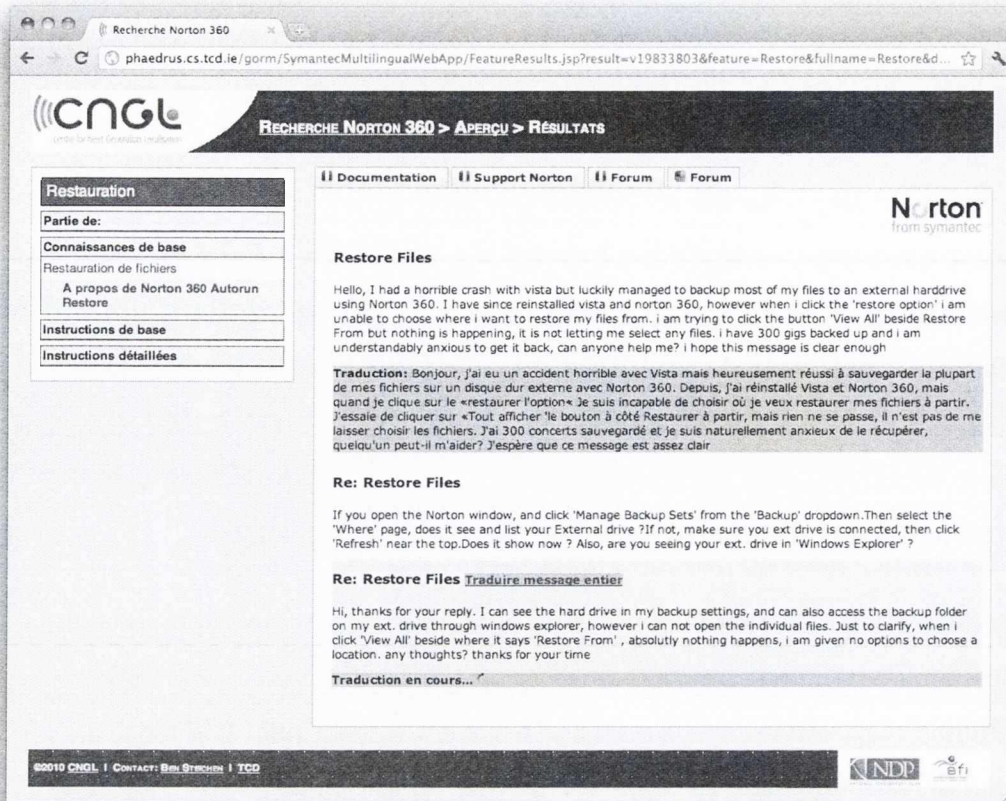 Recherche Norton 360
phaedrus.cs.tcd.ie/gorm/SymantecMultilingualWebApp/FeatureResults.jsp?result=v19833803&feature=Restore&fullname=Restore&d...
CNGL
Centre for Next Generation Localisation
RECHERCHE NORTON 360 > APERÇU > RÉSULTATS
Restauration
Partie de:
Connaissances de base
Restauration de fichiers
A propos de Norton 360 Autorun
Restore
Instructions de base
Instructions détaillées
Documentation Support Norton Forum Forum
Norton
from symantec
Restore Files
Hello, I had a horrible crash with vista but luckily managed to backup most of my files to an external harddrive
using Norton 360. I have since reinstalled vista and norton 360, however when i click the 'restore option' i am
unable to choose where i want to restore my files from. i am trying to click the button 'View All' beside Restore
From but nothing is happening, it is not letting me select any files. i have 300 gigs backed up and i am
understandably anxious to get it back, can anyone help me? i hope this message is clear enough
Traduction: Bonjour, j'ai eu un accident horrible avec Vista mais heureusement réussi à sauvegarder la plupart
de mes fichiers sur un disque dur externe avec Norton 360. Depuis, j'ai réinstallé Vista et Norton 360, mais
quand je clique sur le «restaurer l'option« Je suis incapable de choisir où je veux restaurer mes fichiers à partir.
J'essaie de cliquer sur «Tout afficher 'le bouton à côté Restaurer à partir, mais rien ne se passe, il n'est pas de me
laisser choisir les fichiers. J'ai 300 concerts sauvegardé et je suis naturellement anxieux de le récupérer,
quelqu'un peut-il m'aider? J'espère que ce message est assez clair
Re: Restore Files
If you open the Norton window, and click 'Manage Backup Sets' from the 'Backup' dropdown.Then select the
'Where' page, does it see and list your External drive ?If not, make sure you ext drive is connected, then click
'Refresh' near the top.Does it show now ? Also, are you seeing your ext. drive in 'Windows Explorer' ?
Re: Restore Files Traduire message entier
Hi, thanks for your reply. I can see the hard drive in my backup settings, and can also access the backup folder
on my ext. drive through windows explorer, however i can not open the individual files. Just to clarify, when i
click 'View All' beside where it says 'Restore From' , absolutly nothing happens, i am given no options to choose a
location. any thoughts? thanks for your time
Traduction en cours...
©2010 CNGL | CONTACT: BEN STEICHEN | TCD
NDP
sfi